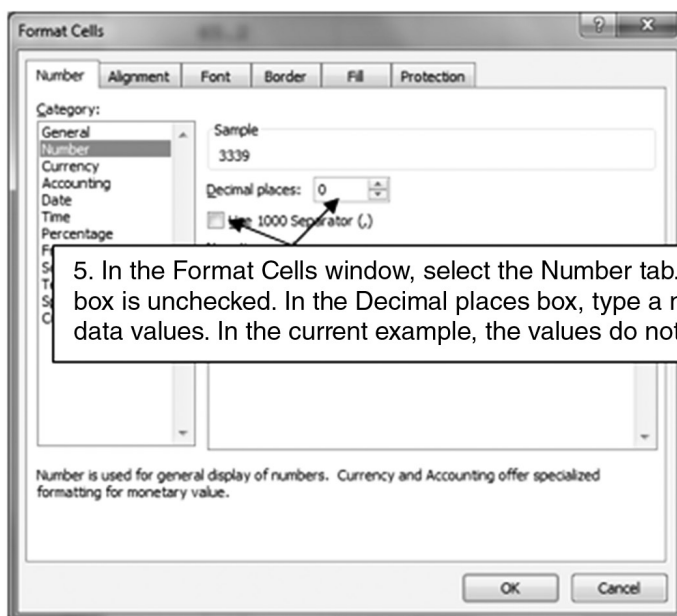 Format Cells
Number Alignment Font Border Fill Protection
Category:
General
Number
Currency
Accounting
Date
Time
Percentage
Sample
3339
Decimal places: 0
Use 1000 Separator (,)
5. In the Format Cells window, select the Number tab.
box is unchecked. In the Decimal places box, type a
data values. In the current example, the values do not
Number is used for general display of numbers. Currency and Accounting offer specialized
formatting for monetary value.
OK Cancel